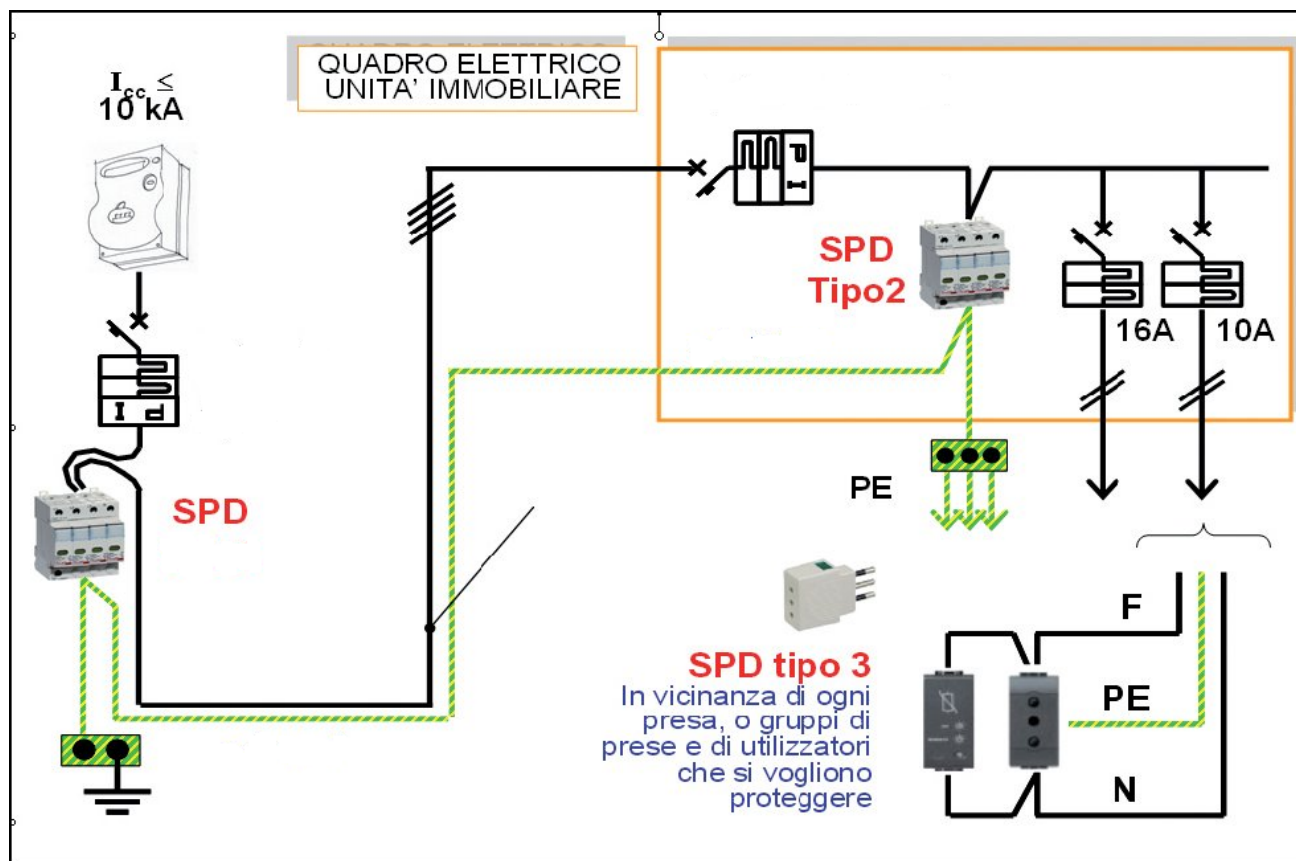 QUADRO ELETTRICO
UNITA' IMMOBILIARE
Icc ≤
10 kA
P I
P I
SPD
Tipo2
16A
10A
SPD
PE
F
SPD tipo 3
In vicinanza di ogni
presa, o gruppi di
prese e di utilizzatori
che si vogliono
proteggere
PE
N